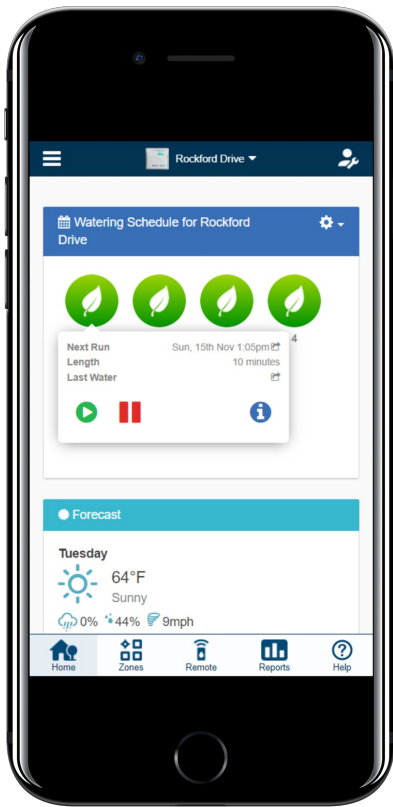 Rockford Drive
Watering Schedule for Rockford
Drive
4
Next Run Sun, 15th Nov 1:05pm
Length 10 minutes
Last Water
Forecast
Tuesday
64°F
Sunny
0% 44% 9mph
Home Zones Remote Reports Help